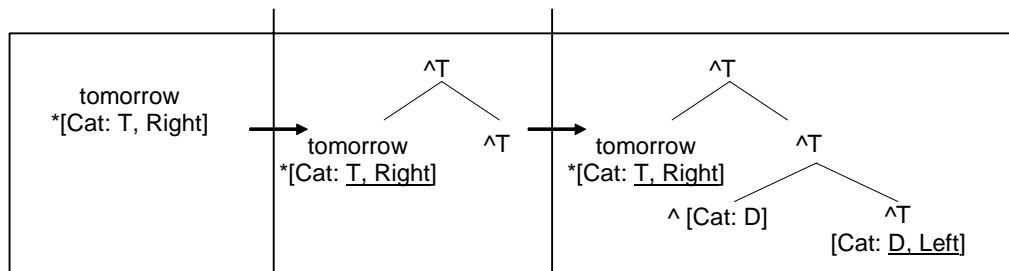 tomorrow
*[Cat: T, Right]
^T
tomorrow
*[Cat: T, Right]
^T
^T
tomorrow
*[Cat: T, Right]
^T
^ [Cat: D]
^T
[Cat: D, Left]